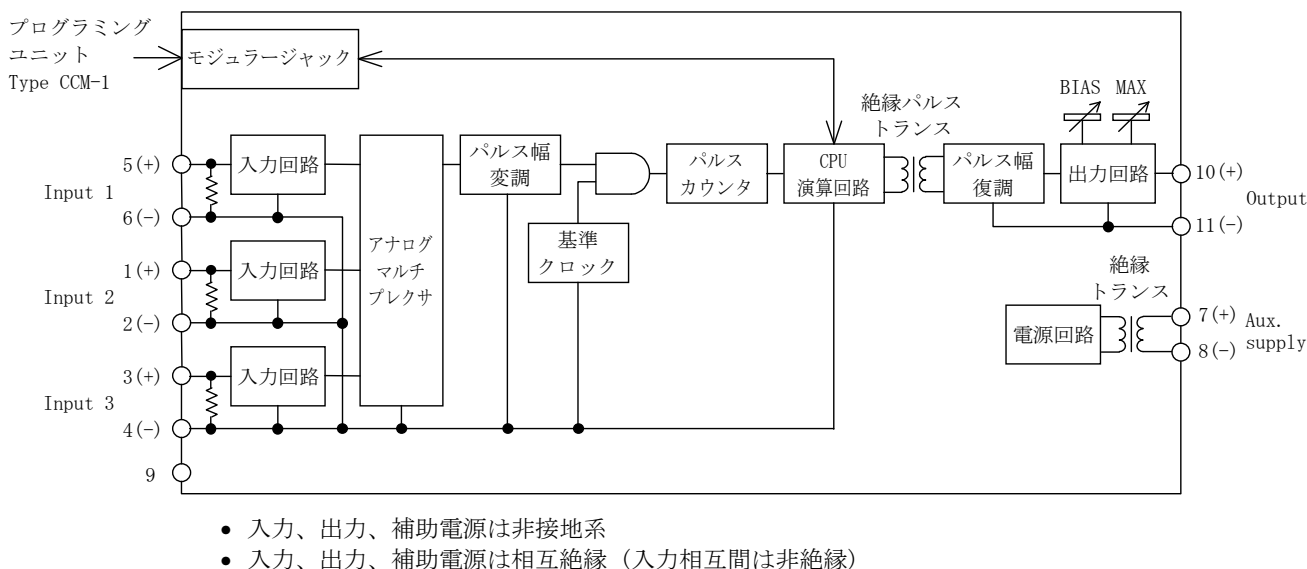 プログラミング
ユニット
Type CCM-1
モジュラージャック
絶縁パルス
トランス
BIAS MAX
5(+)
入力回路
Input 1
6(-)
パルス幅
変調
パルス
カウンタ
CPU
演算回路
パルス幅
復調
出力回路
10(+)
Output
11(-)
アナログ
マルチ
プレクサ
基準
クロック
1(+)
入力回路
Input 2
2(-)
絶縁
トランス
電源回路
7(+)
Aux.
supply
8(-)
3(+)
入力回路
Input 3
4(-)
9
• 入力、出力、補助電源は非接地系
• 入力、出力、補助電源は相互絶縁（入力相互間は非絶縁）